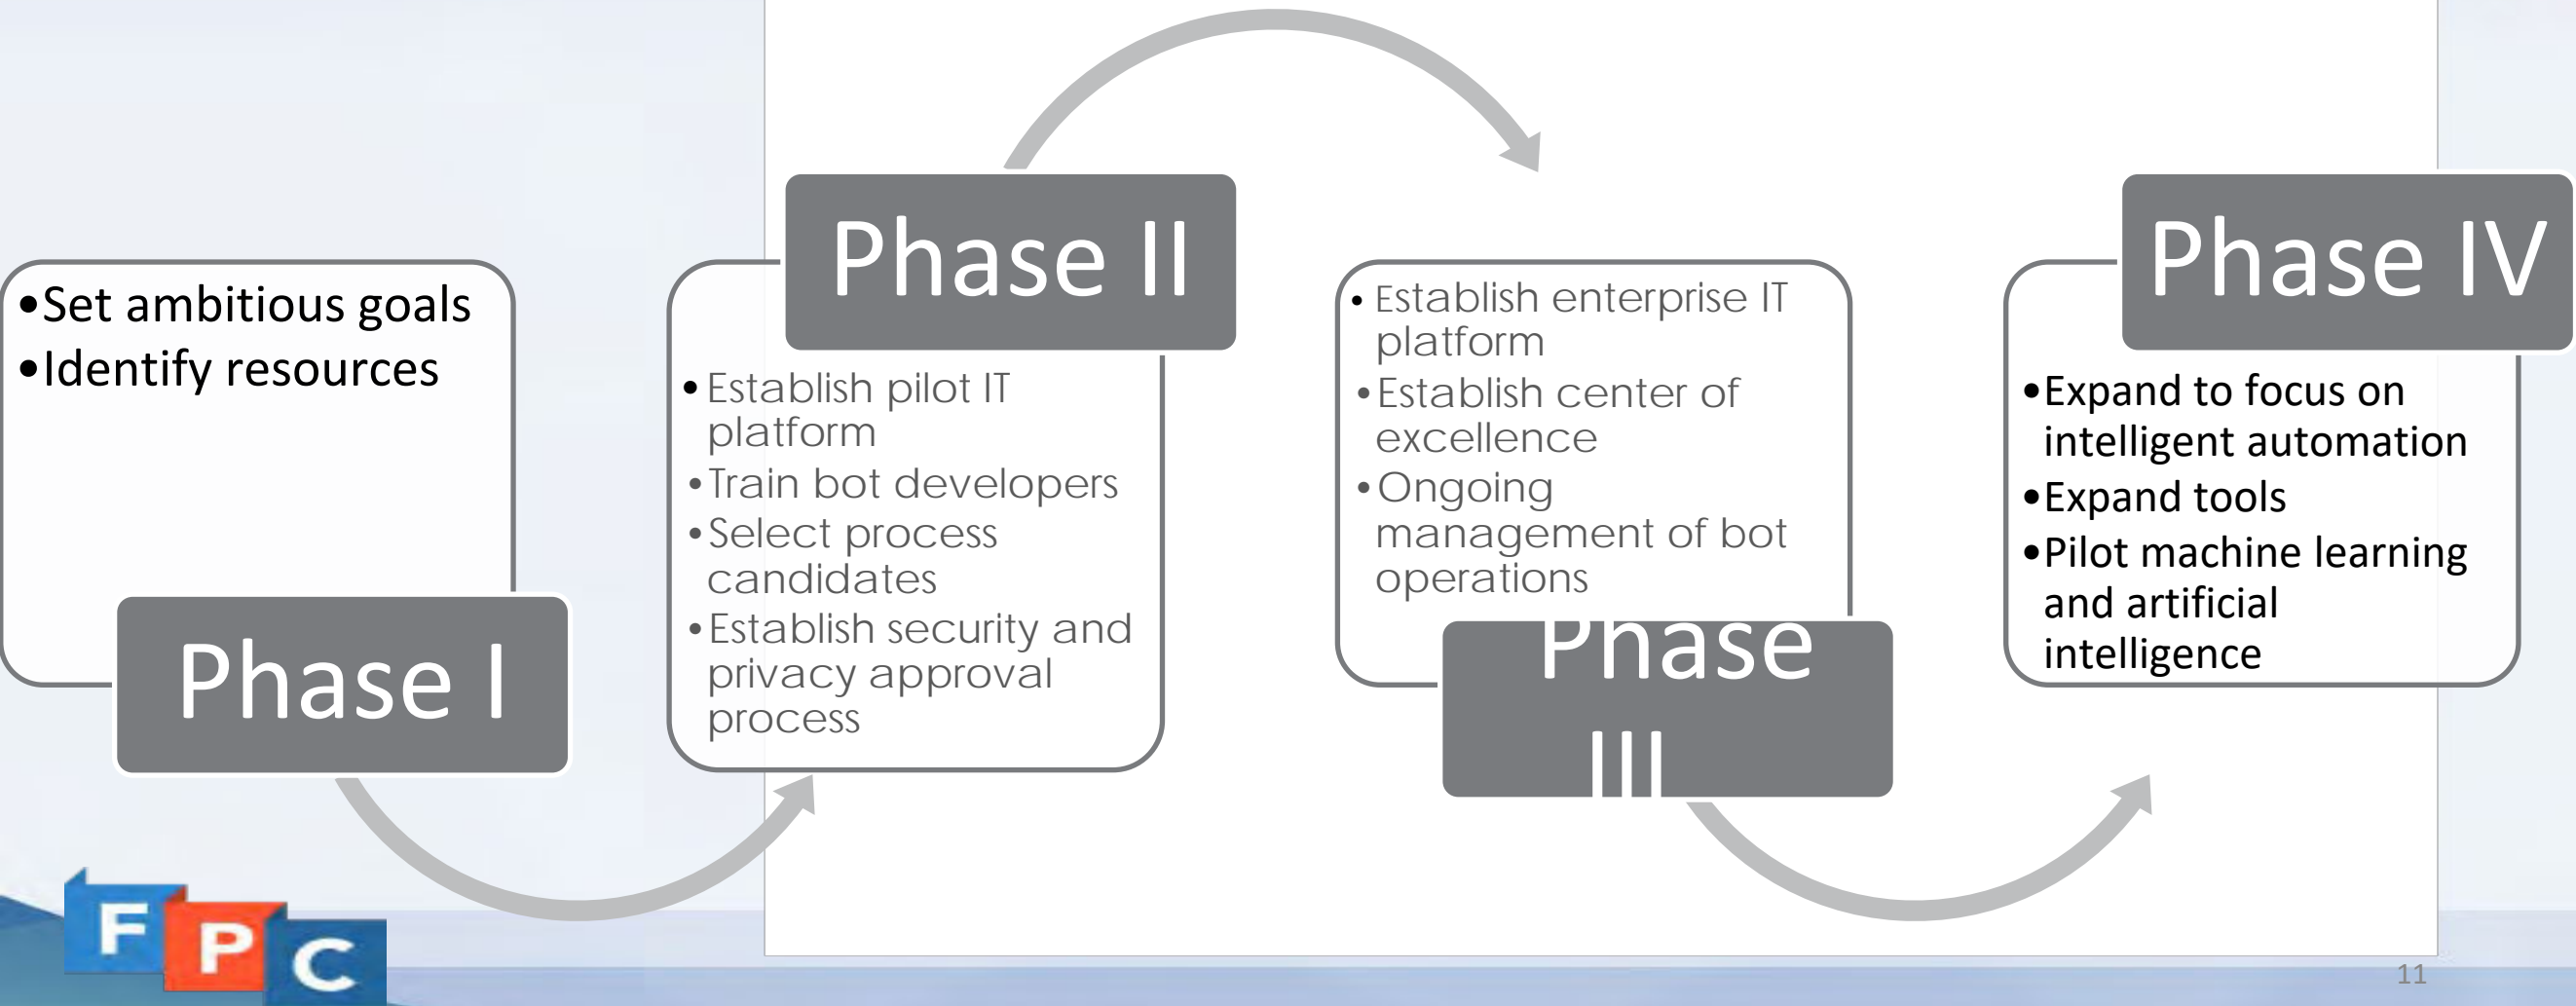 •Set ambitious goals
•Identify resources
Phase I
Phase II
•Establish pilot IT
platform
•Train bot developers
•Select process
candidates
•Establish security and
privacy approval
process
•Establish enterprise IT
platform
•Establish center of
excellence
•Ongoing
management of bot
operations
Phase
III
Phase IV
•Expand to focus on
intelligent automation
•Expand tools
•Pilot machine learning
and artificial
intelligence
FPC
11